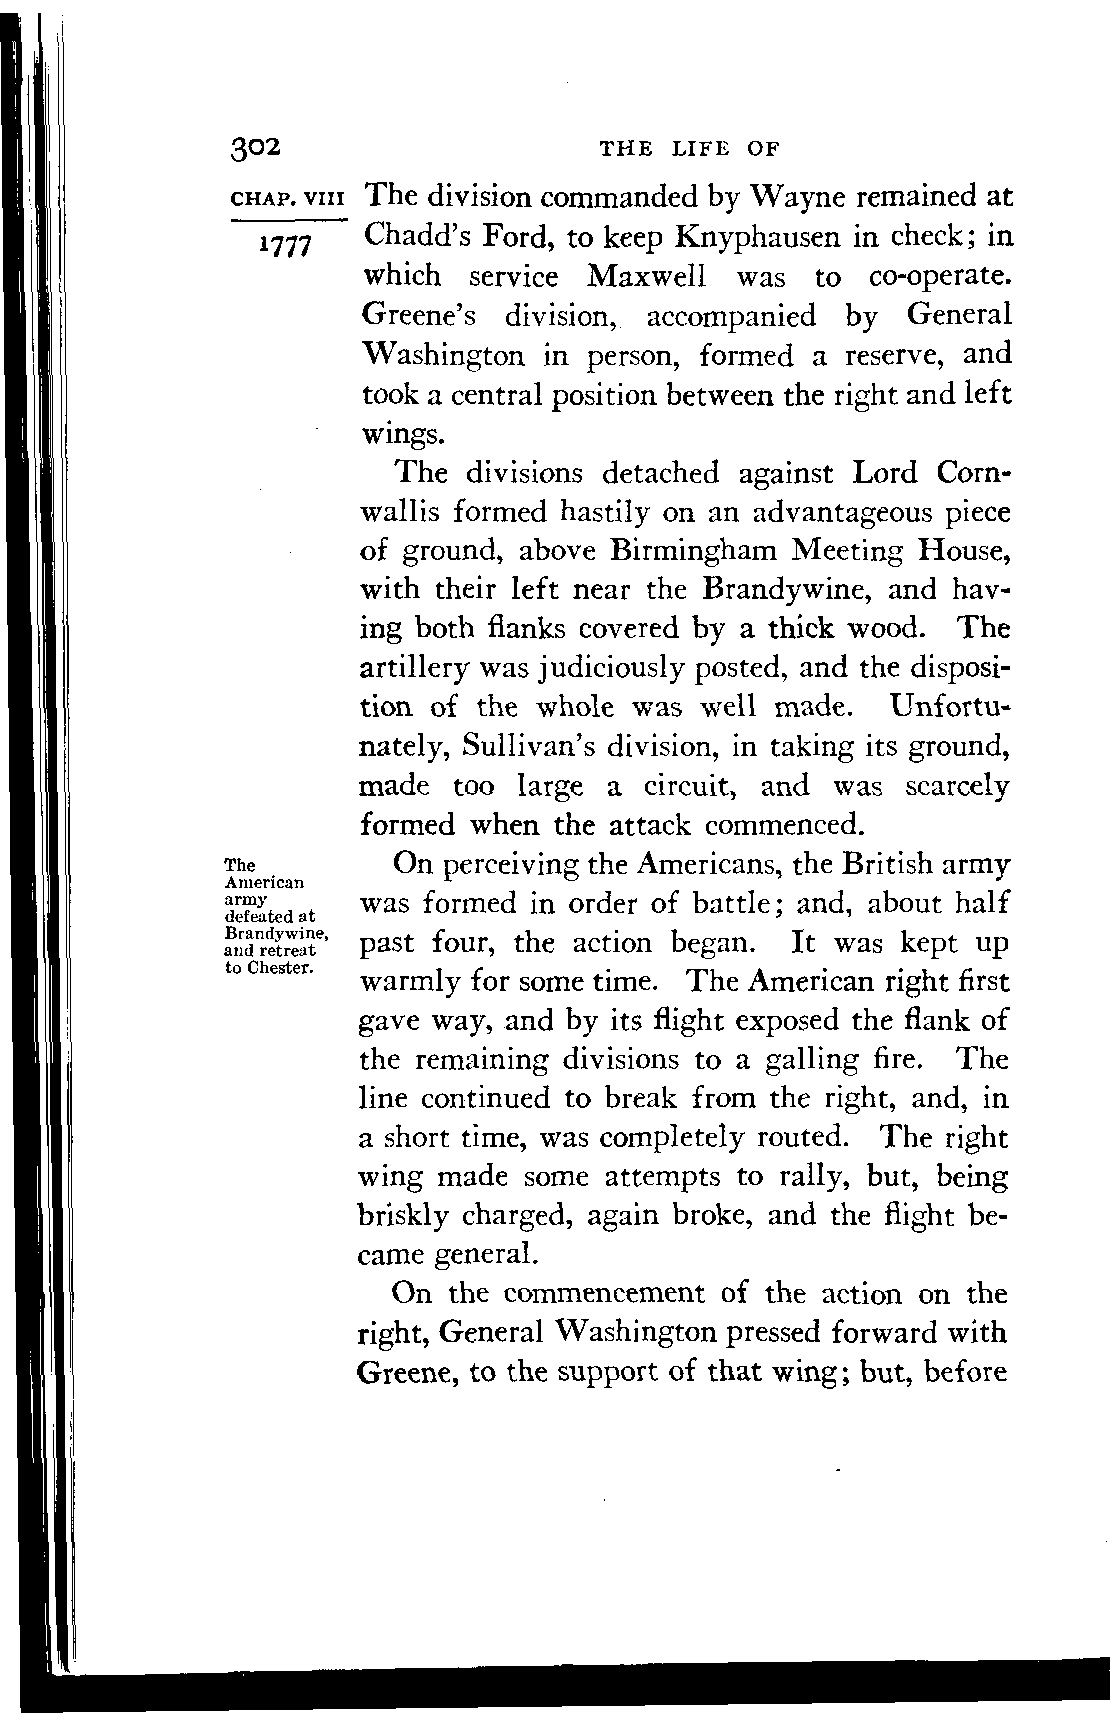 302 THE LIFE OF
CHAP. VIII
1777
The division commanded by Wayne remained at
Chadd's Ford, to keep Knyphausen in check; in
which service Maxwell was to co-operate.
Greene's division, accompanied by General
Washington in person, formed a reserve, and
took a central position between the right and left
wings.
The divisions detached against Lord Corn-
wallis formed hastily on an advantageous piece
of ground, above Birmingham Meeting House,
with their left near the Brandywine, and hav-
ing both flanks covered by a thick wood. The
artillery was judiciously posted, and the disposi-
tion of the whole was well made. Unfortu-
nately, Sullivan's division, in taking its ground,
made too large a circuit, and was scarcely
formed when the attack commenced.
The
American
army
defeated at
Brandywine,
and retreat
to Chester.
On perceiving the Americans, the British army
was formed in order of battle; and, about half
past four, the action began. It was kept up
warmly for some time. The American right first
gave way, and by its flight exposed the flank of
the remaining divisions to a galling fire. The
line continued to break from the right, and, in
a short time, was completely routed. The right
wing made some attempts to rally, but, being
briskly charged, again broke, and the flight be-
came general.
On the commencement of the action on the
right, General Washington pressed forward with
Greene, to the support of that wing; but, before